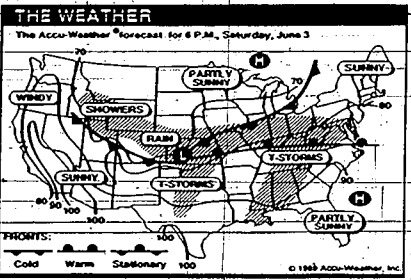 THE WEATHER
The Accu-Weather® forecast for 6 P.M., Saturday, June 3
70
H
PARTLY SUNNY
70
SUNNY
WINDY
SHOWERS
80
RAIN
L
T-STORMS
SUNNY
T-STORMS
80 90 100
90
100
H
PARTLY SUNNY
100
100
FRONTS:
Cold Warm Stationary
© 1989 Accu-Weather, Inc.